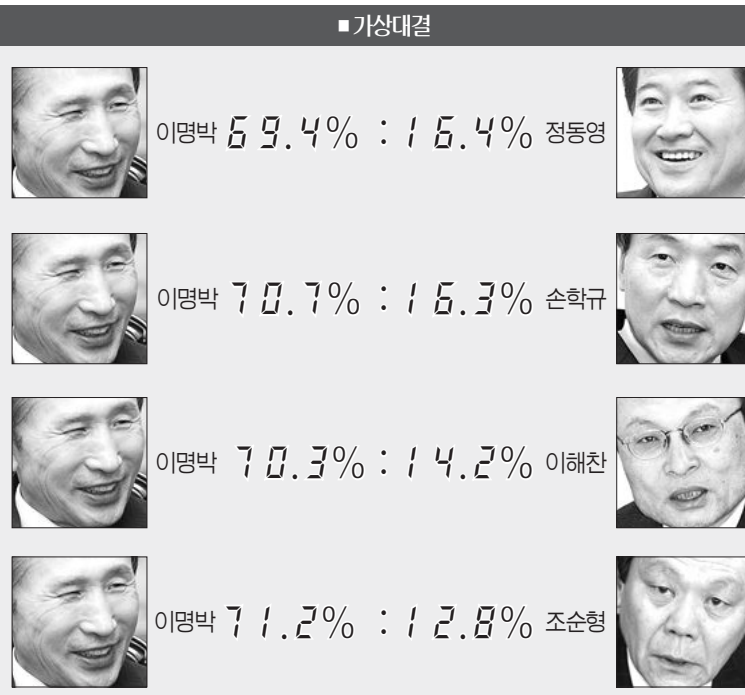 ■ 가상대결
이명박 69.4% : 16.4% 정동영
이명박 70.7% : 16.3% 손학규
이명박 70.3% : 14.2% 이해찬
이명박 71.2% : 12.8% 조순형